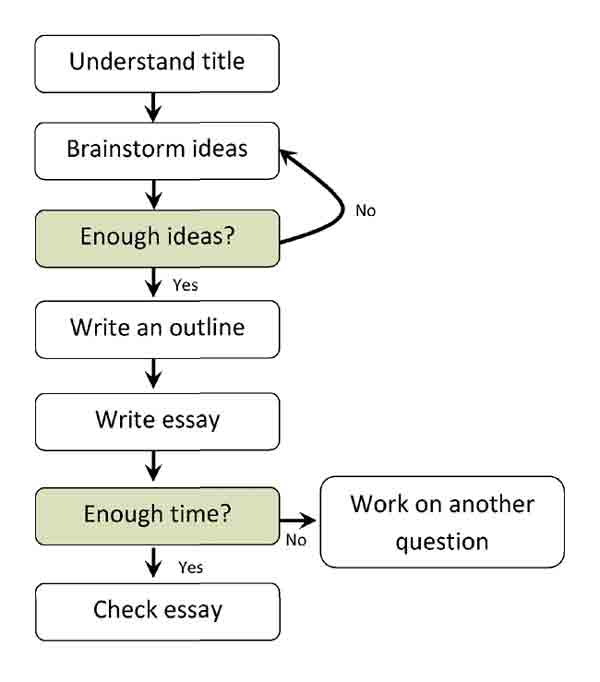 Understand title
Brainstorm ideas
No
Enough ideas?
Yes
Write an outline
Write essay
Enough time?
No
Work on another
question
Yes
Check essay